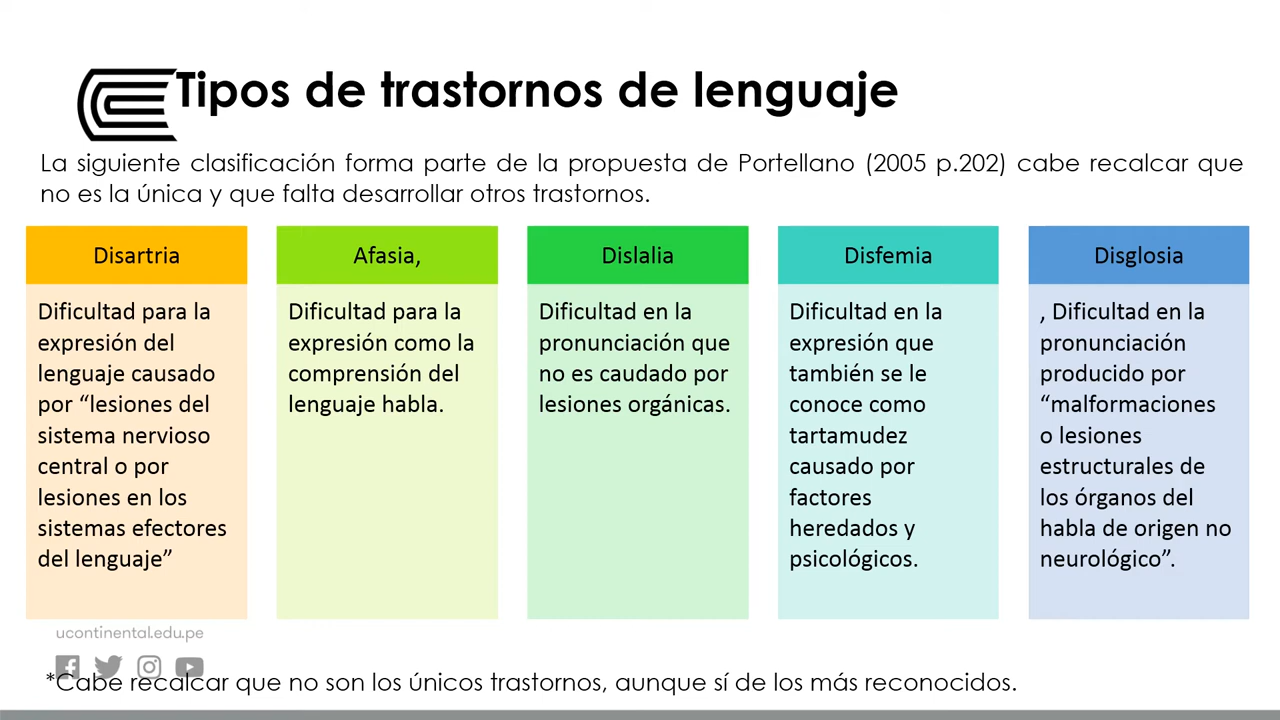 Tipos de trastornos de lenguaje
La siguiente clasificación forma parte de la propuesta de Portellano (2005 p.202) cabe recalcar que
no es la única y que falta desarrollar otros trastornos.
Disartria
Dificultad para la
expresión del
lenguaje causado
por “lesiones del
sistema nervioso
central o por
lesiones en los
sistemas efectores
del lenguaje”
Afasia,
Dificultad para la
expresión como la
comprensión del
lenguaje habla.
Dislalia
Dificultad en la
pronunciación que
no es caudado por
lesiones orgánicas.
Disfemia
Dificultad en la
expresión que
también se le
conoce como
tartamudez
causado por
factores
heredados y
psicológicos.
Disglosia
, Dificultad en la
pronunciación
producido por
“malformaciones
o lesiones
estructurales de
los órganos del
habla de origen no
neurológico”.
ucontinental.edu.pe
*Cabe recalcar que no son los únicos trastornos, aunque sí de los más reconocidos.